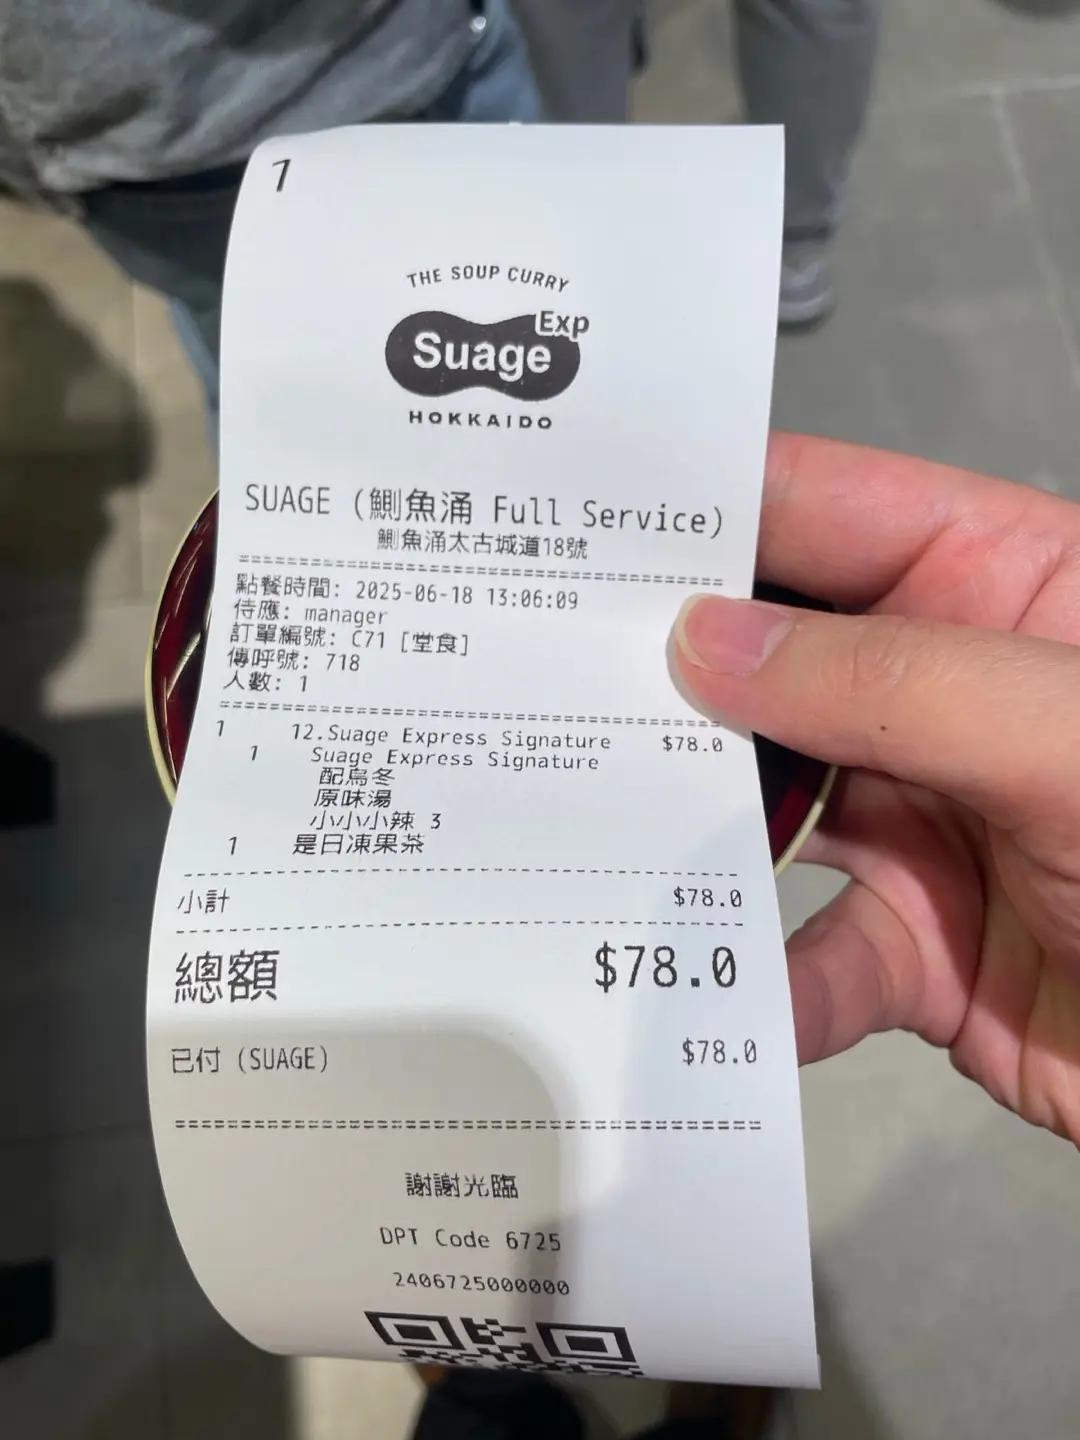 1
THE SOUP CURRY
Suage Exp
HOKKAIDO
SUAGE (鰂魚涌 Full Service)
鰂魚涌太古城道18號
點餐時間: 2025-06-18 13:06:09
侍應: manager
訂單編號: C71 [堂食]
傳呼號: 718
人數: 1
1 12.Suage Express Signature $78.0
1 Suage Express Signature
配烏冬
原味湯
小小小辣 3
1 是日凍果茶
小計 $78.0
總額 $78.0
已付 (SUAGE) $78.0
謝謝光臨
DPT Code 6725
2406725000000